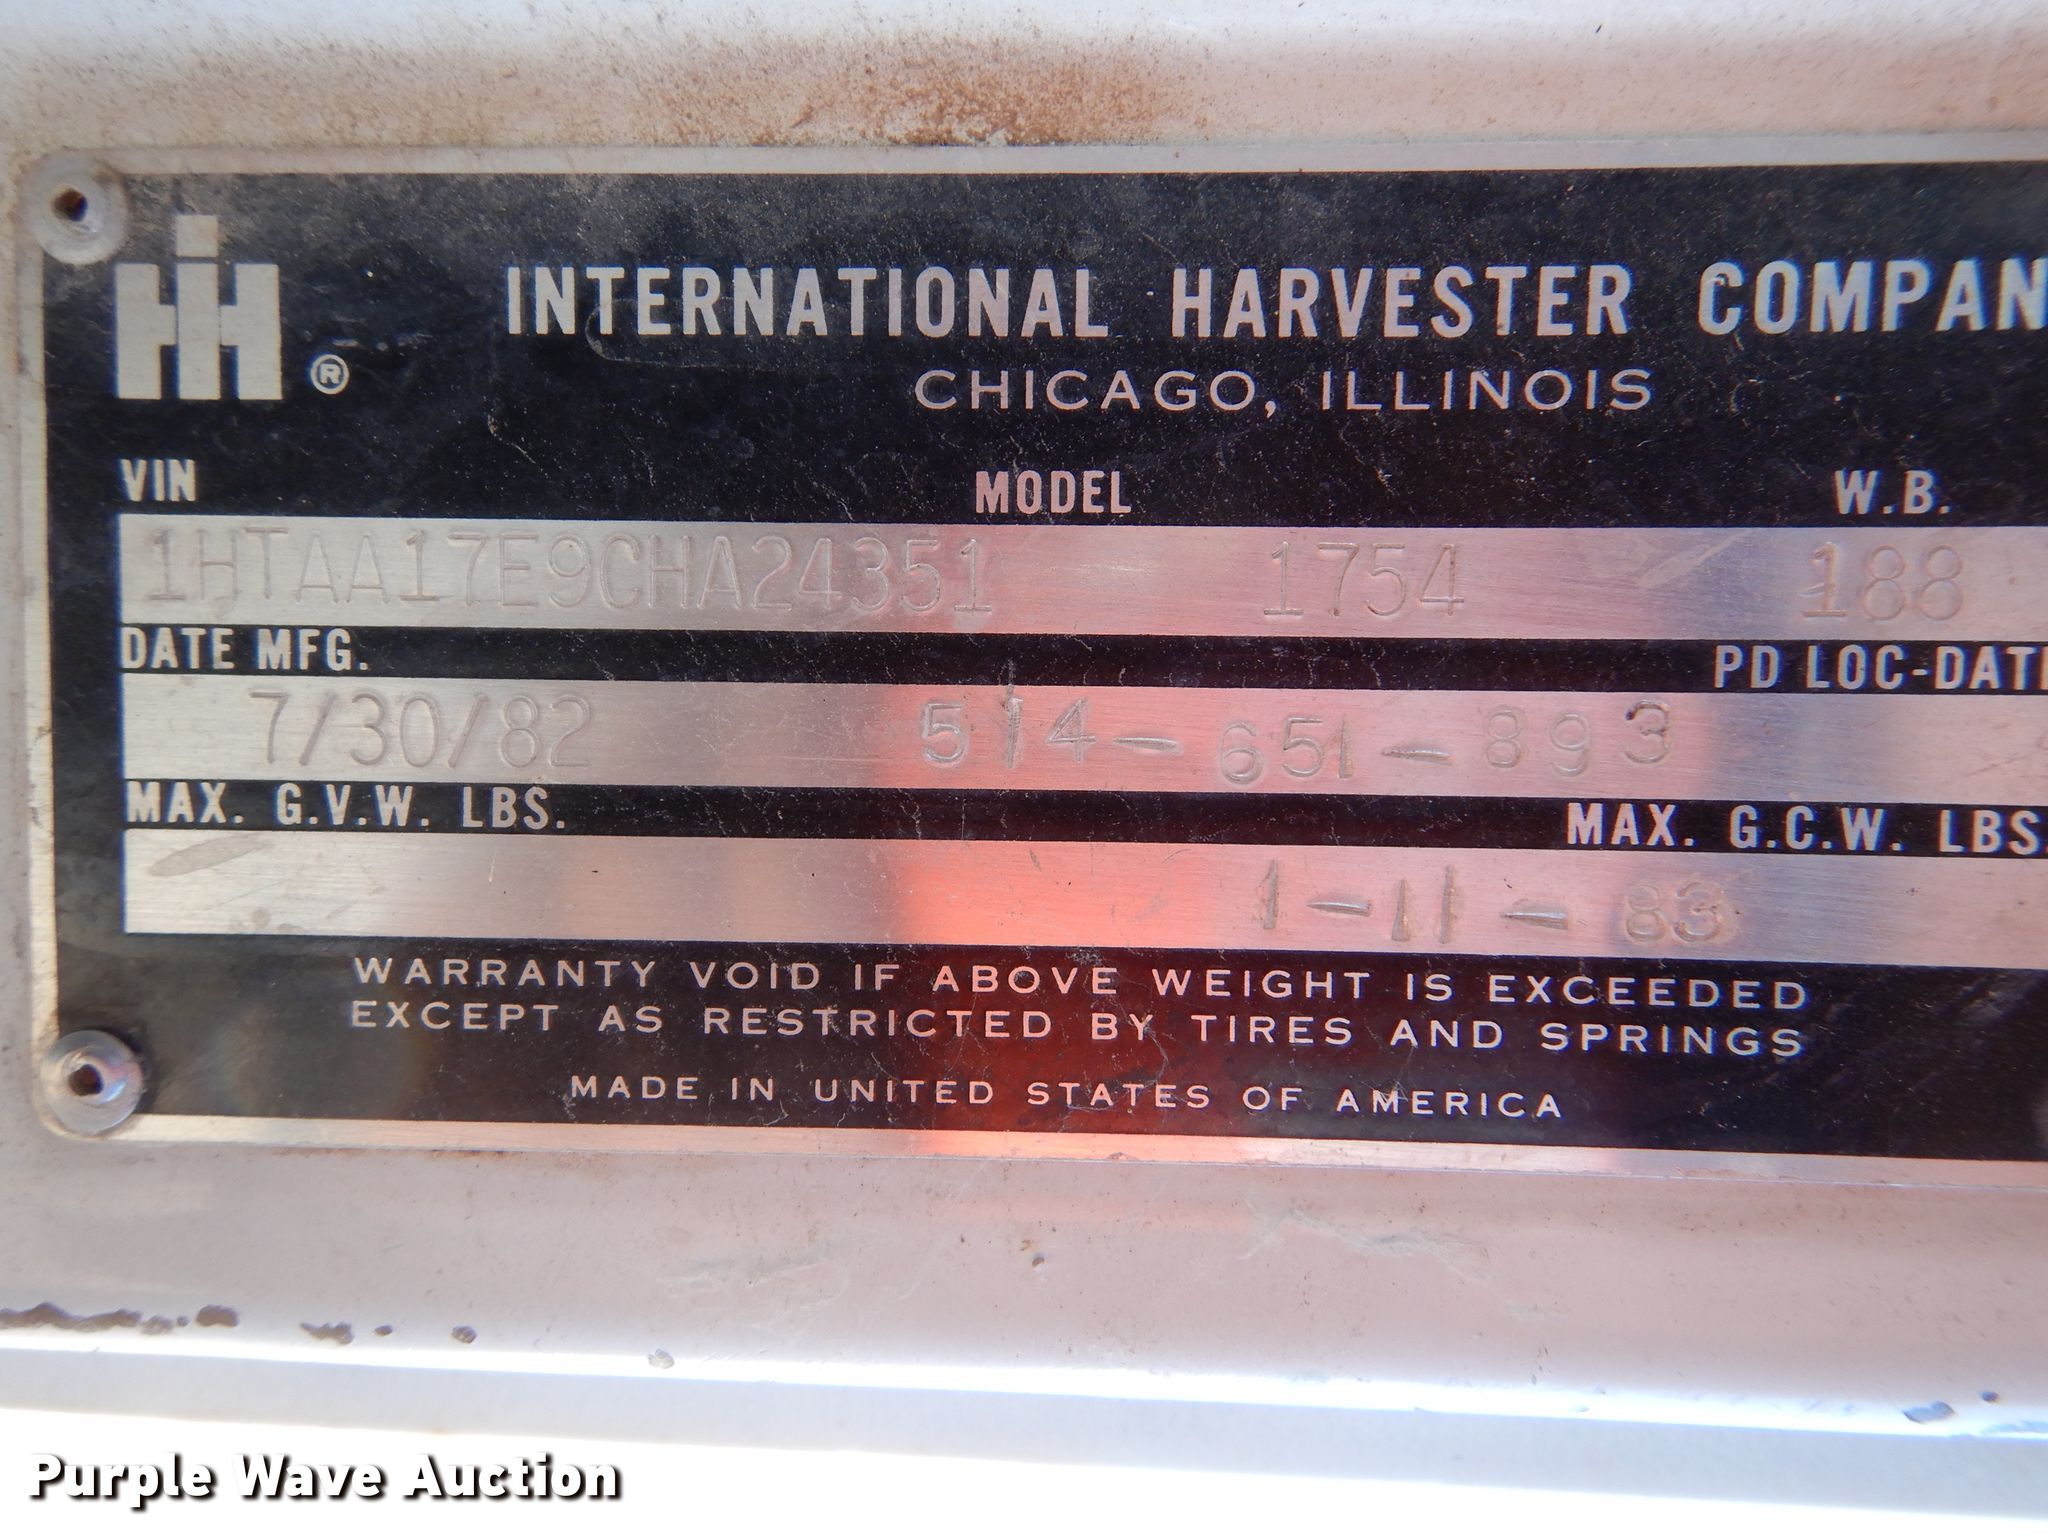 IH ®
INTERNATIONAL HARVESTER COMPAN
CHICAGO, ILLINOIS
VIN MODEL W.B.
1HTAA17E9CHA24351 1754 188
DATE MFG. PD LOC-DATE
7/30/82 514-651-893
MAX. G.V.W. LBS. MAX. G.C.W. LBS.
1-11-83
WARRANTY VOID IF ABOVE WEIGHT IS EXCEEDED
EXCEPT AS RESTRICTED BY TIRES AND SPRINGS
MADE IN UNITED STATES OF AMERICA
Purple Wave Auction